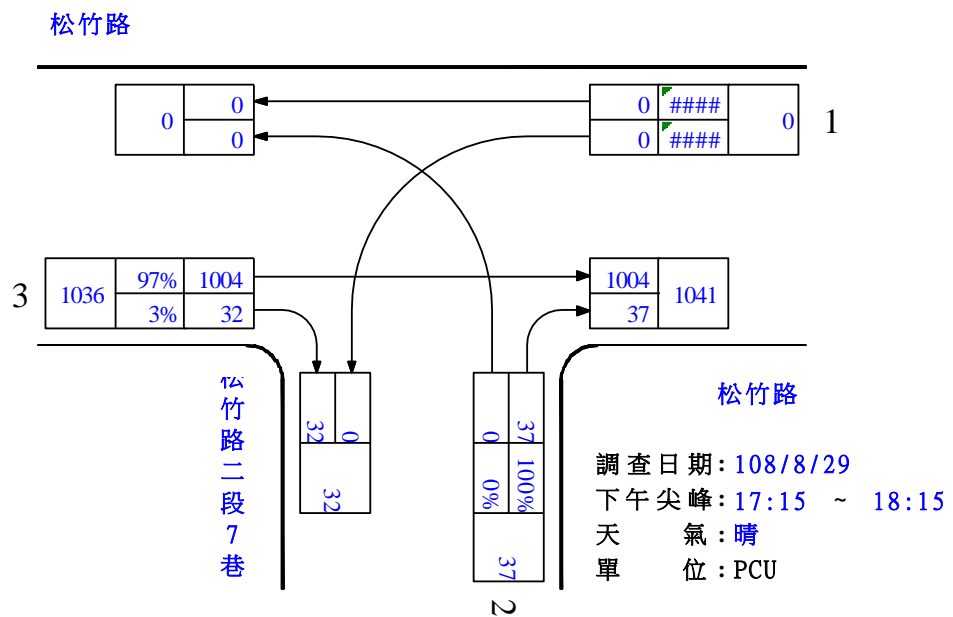 松竹路
0 0 0 #### 0 1
0 0 ####
3 1036 97% 1004 1004 1041
3% 32 37
松竹路二段7巷
32 0
32
0 37
0% 100%
37
2
松竹路
調查日期:108/8/29
下午尖峰:17:15 ~ 18:15
天 氣:晴
單 位:PCU